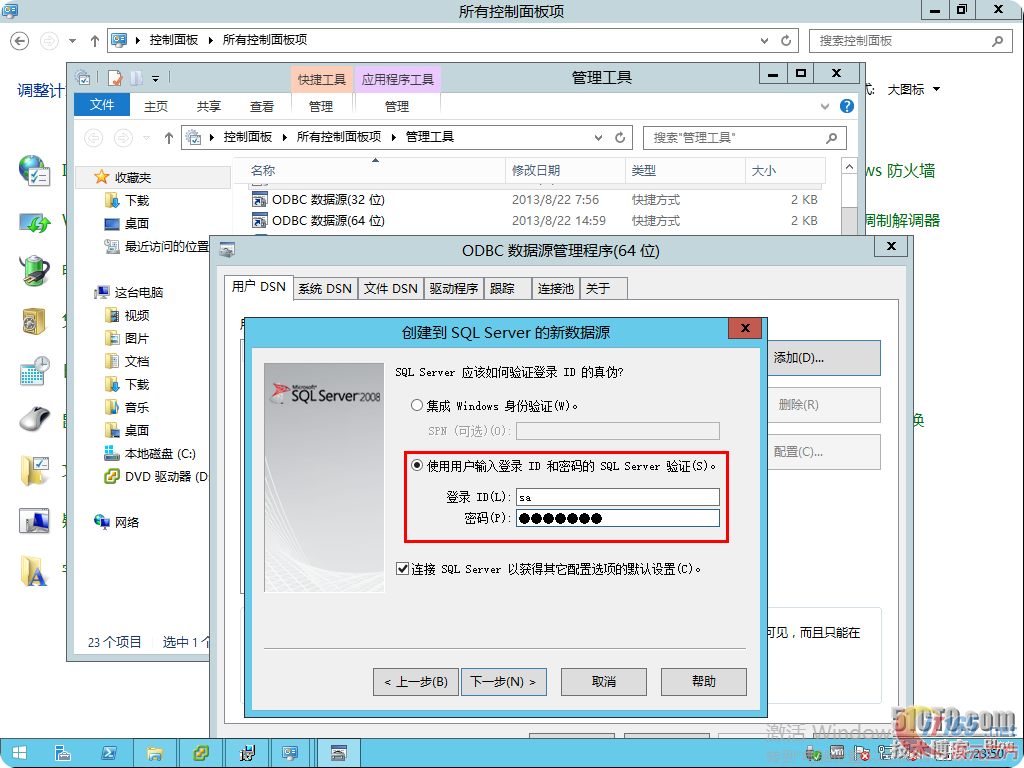 所有控制面板项
控制面板 所有控制面板项
搜索控制面板
调整计
大图标
快捷工具 应用程序工具 管理工具
文件 主页 共享 查看 管理 管理
控制面板 所有控制面板项 管理工具
搜索"管理工具"
名称 修改日期 类型 大小
收藏夹
下载
桌面
最近访问的位置
ODBC 数据源(32 位) 2013/8/22 7:56 快捷方式 2 KB
ODBC 数据源(64 位) 2013/8/22 14:59 快捷方式 2 KB
ws 防火墙
调制解调器
这台电脑
视频
图片
文档
下载
音乐
桌面
本地磁盘 (C:)
DVD 驱动器 (D
网络
23 个项目 选中 1 个
ODBC 数据源管理程序(64 位)
用户 DSN 系统 DSN 文件 DSN 驱动程序 跟踪 连接池 关于
添加(D)...
删除(R)
配置(C)...
换
可见，而且只能在
创建到 SQL Server 的新数据源
Microsoft
SQL Server 2008
SQL Server 应该如何验证登录 ID 的真伪?
集成 Windows 身份验证(W)。
SPN (可选)(O):
使用用户输入登录 ID 和密码的 SQL Server 验证(S)。
登录 ID(L): sa
密码(P): ●●●●●●●
连接 SQL Server 以获得其它配置选项的默认设置(C)。
< 上一步(B) 下一步(N) > 取消 帮助
激活 Windows
51CTO.com
技术博客 Blog